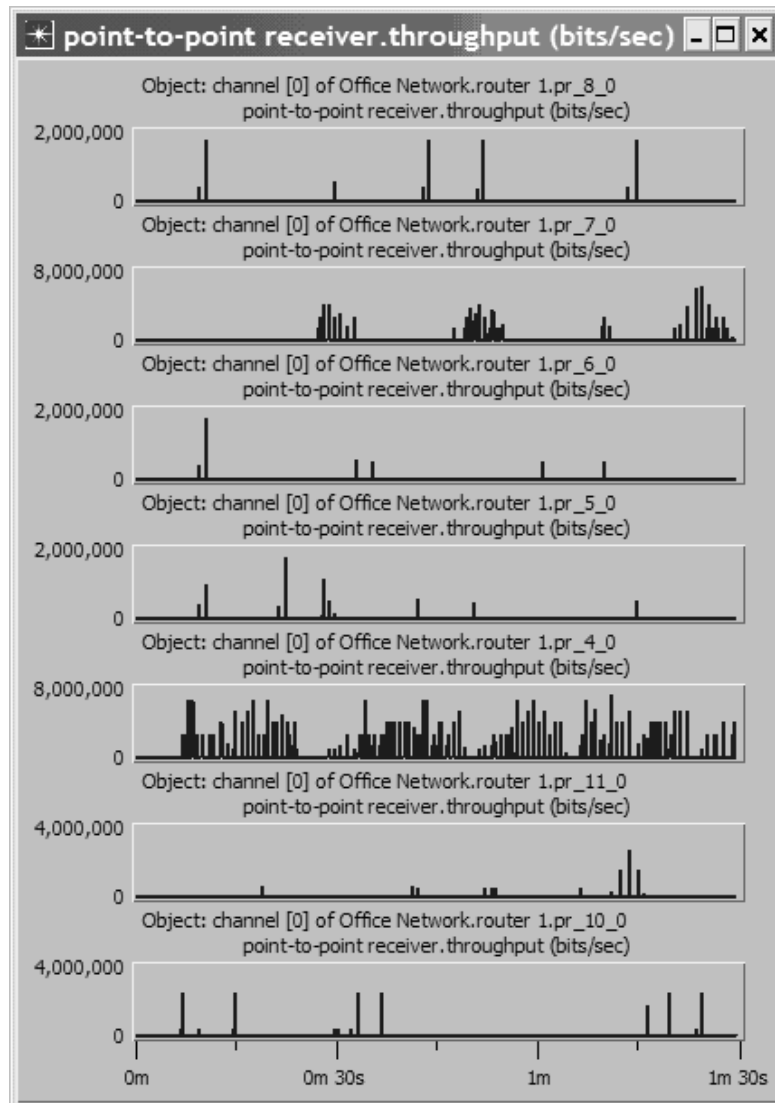 point-to-point receiver.throughput (bits/sec)
Object: channel [0] of Office Network.router 1.pr_8_0
point-to-point receiver.throughput (bits/sec)
2,000,000
0
Object: channel [0] of Office Network.router 1.pr_7_0
point-to-point receiver.throughput (bits/sec)
8,000,000
0
Object: channel [0] of Office Network.router 1.pr_6_0
point-to-point receiver.throughput (bits/sec)
2,000,000
0
Object: channel [0] of Office Network.router 1.pr_5_0
point-to-point receiver.throughput (bits/sec)
2,000,000
0
Object: channel [0] of Office Network.router 1.pr_4_0
point-to-point receiver.throughput (bits/sec)
8,000,000
0
Object: channel [0] of Office Network.router 1.pr_11_0
point-to-point receiver.throughput (bits/sec)
4,000,000
0
Object: channel [0] of Office Network.router 1.pr_10_0
point-to-point receiver.throughput (bits/sec)
4,000,000
0
0m 0m 30s 1m 1m 30s